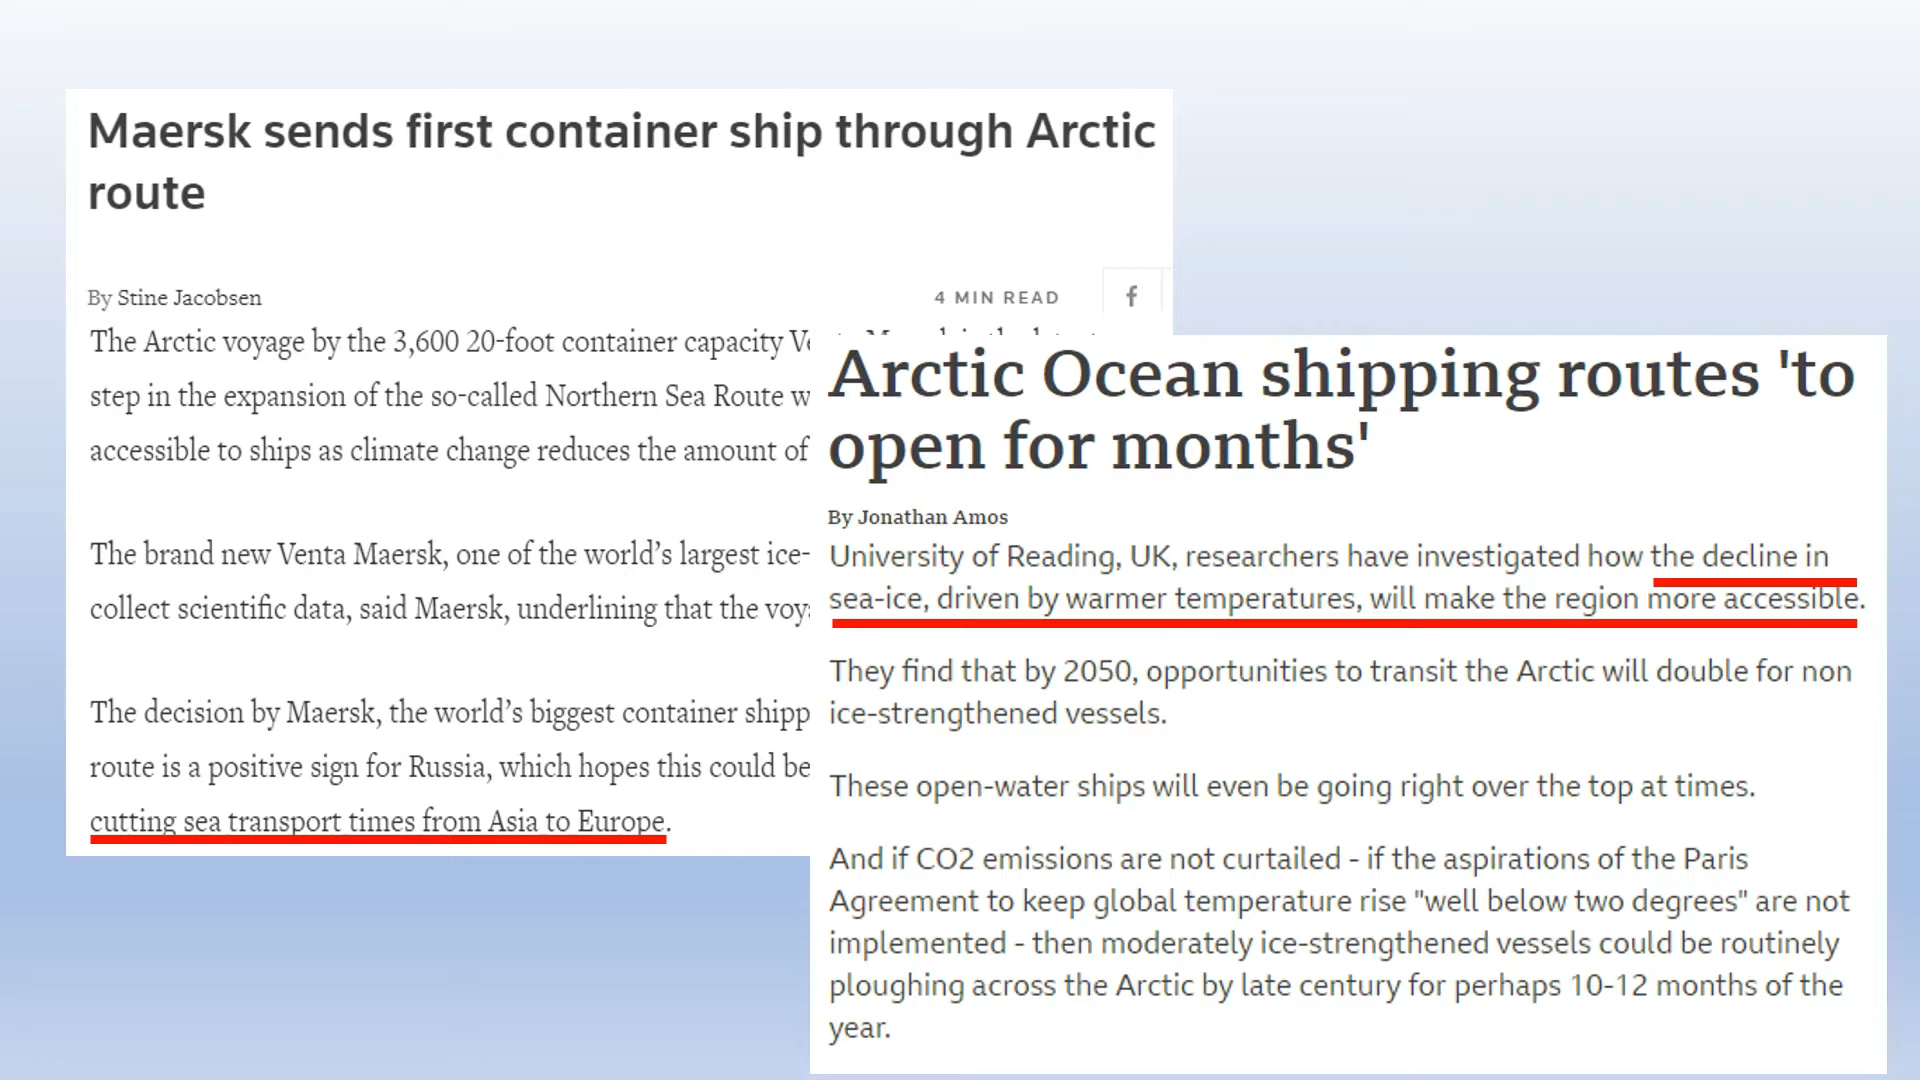 Maersk sends first container ship through Arctic
route
By Stine Jacobsen
4 MIN READ
f
The Arctic voyage by the 3,600 20-foot container capacity
step in the expansion of the so-called Northern Sea Route
accessible to ships as climate change reduces the amount of
The brand new Venta Maersk, one of the world's largest ice-
collect scientific data, said Maersk, underlining that the
The decision by Maersk, the world's biggest container
route is a positive sign for Russia, which hopes this could be
cutting sea transport times from Asia to Europe.
Arctic Ocean shipping routes 'to
open for months'
By Jonathan Amos
University of Reading, UK, researchers have investigated how the decline in
sea-ice, driven by warmer temperatures, will make the region more accessible.
They find that by 2050, opportunities to transit the Arctic will double for non
ice-strengthened vessels.
These open-water ships will even be going right over the top at times.
And if CO2 emissions are not curtailed - if the aspirations of the Paris
Agreement to keep global temperature rise "well below two degrees" are not
implemented - then moderately ice-strengthened vessels could be routinely
ploughing across the Arctic by late century for perhaps 10-12 months of the
year.